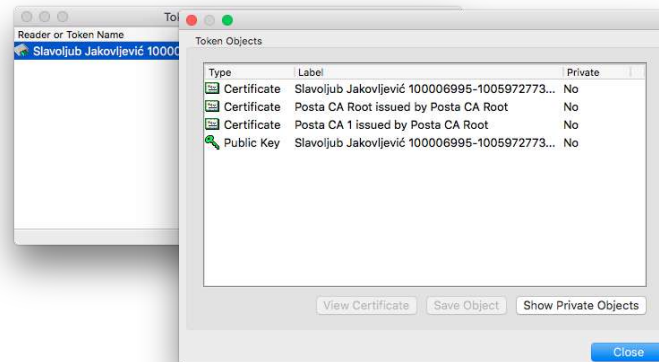 Tol
Reader or Token Name
Slavoljub Jakovljević 10000
Token Objects
Type Label Private
Certificate Slavoljub Jakovljević 100006995-1005972773... No
Certificate Posta CA Root issued by Posta CA Root No
Certificate Posta CA 1 issued by Posta CA Root No
Public Key Slavoljub Jakovljević 100006995-1005972773... No
View Certificate Save Object Show Private Objects
Close